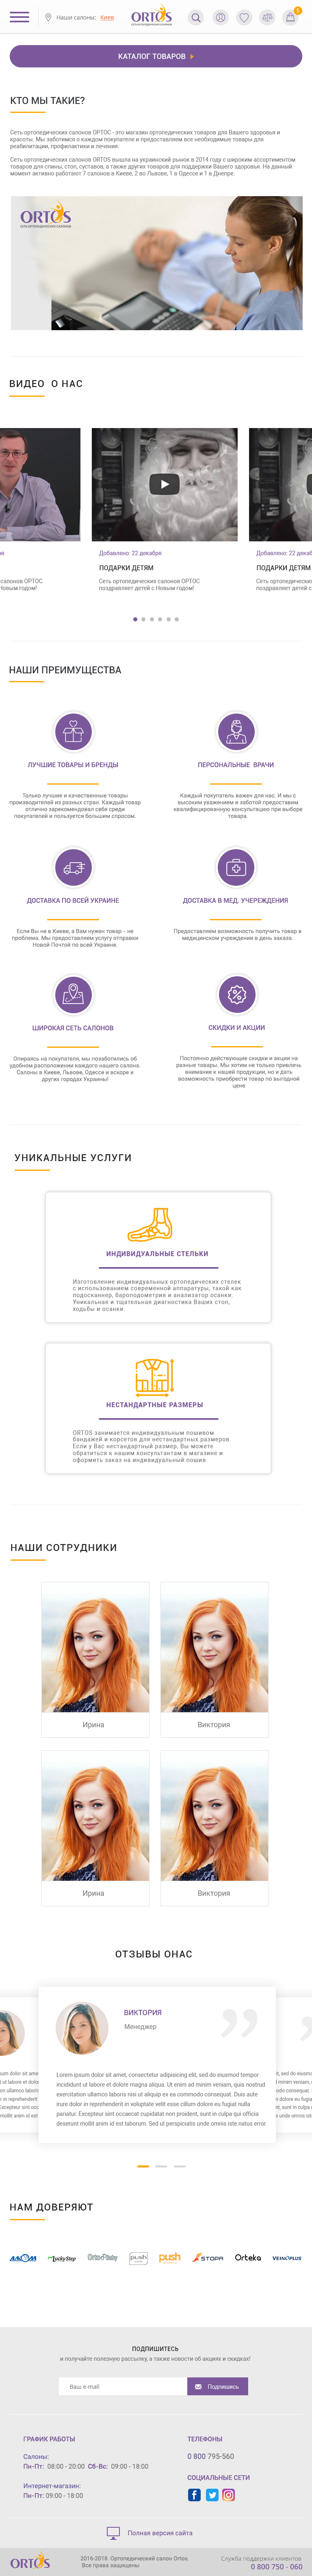 Наши салоны: Киев
ORTOS
СЕТЬ ОРТОПЕДИЧЕСКИХ САЛОНОВ
5
КАТАЛОГ ТОВАРОВ
КТО МЫ ТАКИЕ?
Сеть ортопедических салонов ОРТОС - это магазин ортопедических товаров для Вашего здоровья и
красоты. Мы заботимся о каждом покупателе и предоставляем все необходимые товары для
реабилитации, профилактики и лечения.
Сеть ортопедических салонов ORTOS вышла на украинский рынок в 2014 году с широким ассортиментом
товаров для спины, стоп, суставов, а также других товаров для поддержки Вашего здоровья. На данный
момент активно работают 7 салонов в Киеве, 2 во Львове, 1 в Одессе и 1 в Днепре.
ORTOS
СЕТЬ ОРТОПЕДИЧЕСКИХ САЛОНОВ
ВИДЕО О НАС
Добавлено: 22 декабря
Добавлено: 22 декаб
ПОДАРКИ ДЕТЯМ
ПОДАРКИ ДЕТЯМ
салонов ОРТОС
Новым годом!
Сеть ортопедических салонов ОРТОС
поздравляет детей с Новым годом!
Сеть ортопедических
поздравляет детей с
НАШИ ПРЕИМУЩЕСТВА
ЛУЧШИЕ ТОВАРЫ И БРЕНДЫ
Только лучшие и качественные товары
производителей из разных стран. Каждый товар
отлично зарекомендовал себя среди
покупателей и пользуется большим спросом.
ПЕРСОНАЛЬНЫЕ ВРАЧИ
Каждый покупатель важен для нас. И мы с
высоким уважением и заботой предоставим
квалифицированную консультацию при выборе
товара.
ДОСТАВКА ПО ВСЕЙ УКРАИНЕ
Если Вы не в Киеве, а Вам нужен товар – не
проблема. Мы предоставляем услугу отправки
Новой Почтой по всей Украине.
ДОСТАВКА В МЕД. УЧЕРЕЖДЕНИЯ
Предоставляем возможность получить товар в
медицинском учреждении в день заказа.
ШИРОКАЯ СЕТЬ САЛОНОВ
Опираясь на покупателя, мы позаботились об
удобном расположении каждого нашего салона.
Салоны в Киеве, Львове, Одессе и вскоре и
других городах Украины!
СКИДКИ И АКЦИИ
Постоянно действующие скидки и акции на
разные товары. Мы хотим не только привлечь
внимание к нашей продукции, но и дать
возможность приобрести товар по выгодной
цене
УНИКАЛЬНЫЕ УСЛУГИ
ИНДИВИДУАЛЬНЫЕ СТЕЛЬКИ
Изготовление индивидуальных ортопедических стелек
с использованием современной аппаратуры, такой как
подосканнер, бароподометрия и анализатор осанки.
Уникальная и тщательная диагностика Ваших стоп,
ходьбы и осанки.
НЕСТАНДАРТНЫЕ РАЗМЕРЫ
ORTOS занимается индивидуальным пошивом
бандажей и корсетов для нестандартных размеров.
Если у Вас нестандартный размер, Вы можете
обратиться к нашим консультантам в магазине и
оформить заказ на индивидуальный пошив.
НАШИ СОТРУДНИКИ
Ирина
Виктория
Ирина
Виктория
ОТЗЫВЫ ОНАС
ВИКТОРИЯ
Менеджер
Lorem ipsum dolor sit amet, consectetur adipisicing elit, sed do eiusmod tempor
incididunt ut labore et dolore magna aliqua. Ut enim ad minim veniam, quis nostrud
exercitation ullamco laboris nisi ut aliquip ex ea commodo consequat. Duis aute
irure dolor in reprehenderit in voluptate velit esse cillum dolore eu fugiat nulla
pariatur. Excepteur sint occaecat cupidatat non proident, sunt in culpa qui officia
deserunt mollit anim id est laborum. Sed ut perspiciatis unde omnis iste natus error
НАМ ДОВЕРЯЮТ
АЛКОМ
Lucky Step
Orto-Pliuby
push
push
STOPA
Orteka
VENOPLUS
ПОДПИШИТЕСЬ
и получайте полезную рассылку, а также новости об акциях и скидках!
Ваш e-mail
Подпишись
ГРАФИК РАБОТЫ
Салоны:
Пн-Пт: 08:00 - 20:00 Сб-Вс: 09:00 - 18:00
Интернет-магазин:
Пн-Пт: 09:00 - 18:00
ТЕЛЕФОНЫ
0 800 795-560
СОЦИАЛЬНЫЕ СЕТИ
Полная версия сайта
ORTOS
2016-2018. Ортопедический салон Ortos.
Все права защищены
Служба поддержки клиентов
0 800 750 - 060